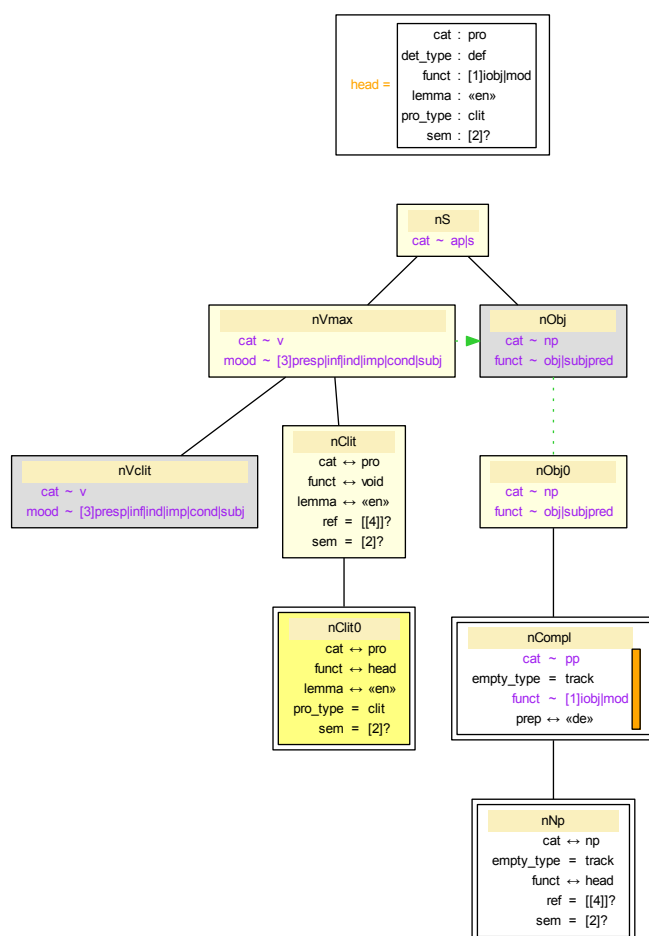 head =
cat : pro
det_type : def
funct : [1]iobj|mod
lemma : «en»
pro_type : clit
sem : [2]?
nS
cat ~ ap|s
nVmax
cat ~ v
mood ~ [3]presp|inf|ind|imp|cond|subj
nObj
cat ~ np
funct ~ obj|subjpred
nVclit
cat ~ v
mood ~ [3]presp|inf|ind|imp|cond|subj
nClit
cat ↔ pro
funct ↔ void
lemma ↔ «en»
ref = [[4]]?
sem = [2]?
nObj0
cat ~ np
funct ~ obj|subjpred
nClit0
cat ↔ pro
funct ↔ head
lemma ↔ «en»
pro_type = clit
sem = [2]?
nCompl
cat ~ pp
empty_type = track
funct ~ [1]iobj|mod
prep ↔ «de»
nNp
cat ↔ np
empty_type = track
funct ↔ head
ref = [[4]]?
sem = [2]?